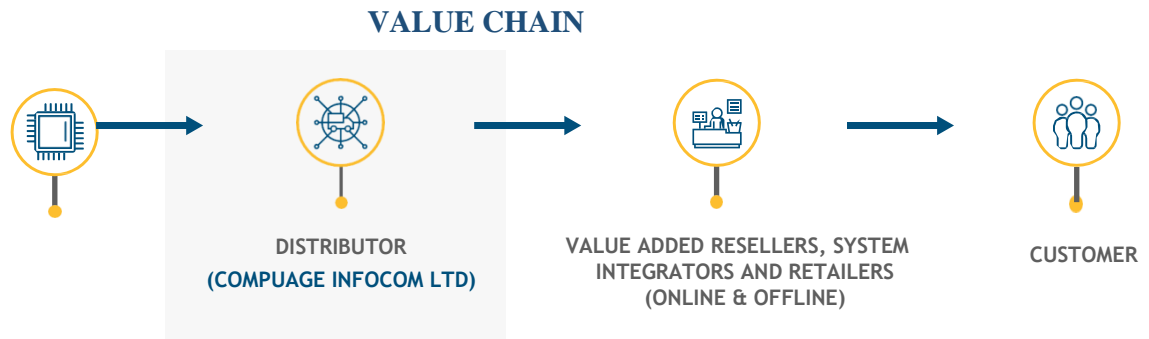 VALUE CHAIN
DISTRIBUTOR
(COMPUAGE INFOCOM LTD)
VALUE ADDED RESELLERS, SYSTEM
INTEGRATORS AND RETAILERS
(ONLINE & OFFLINE)
CUSTOMER